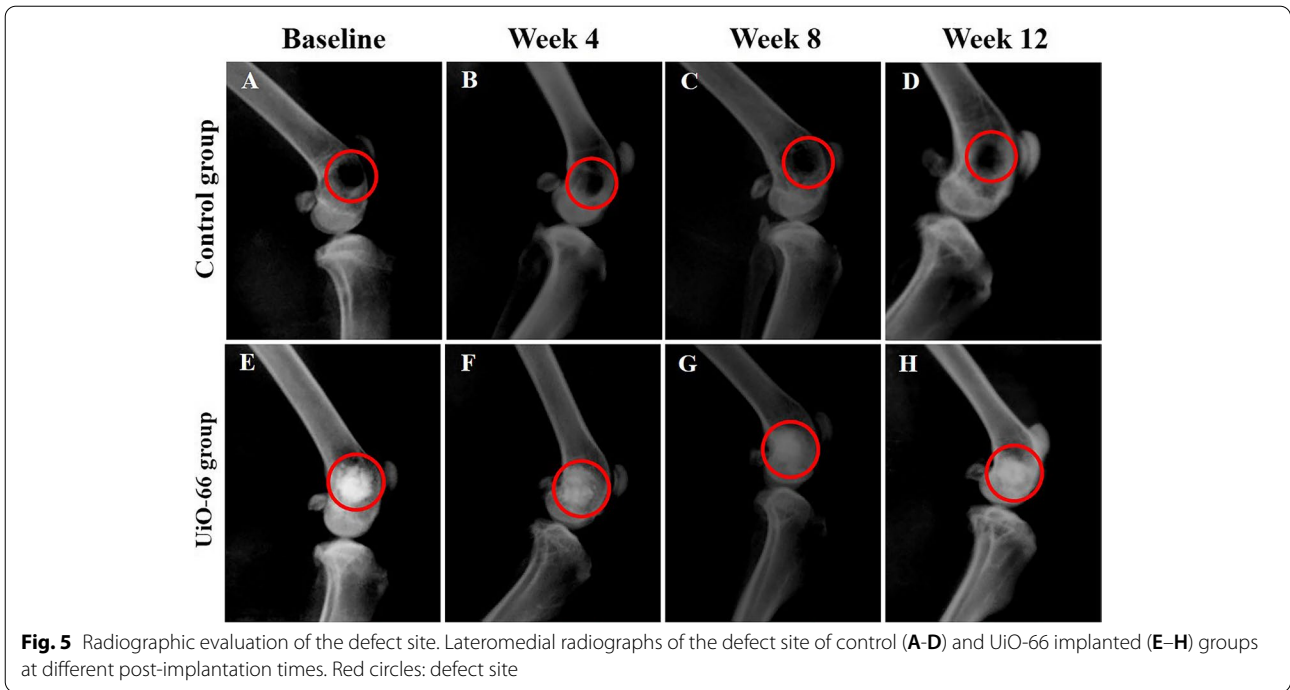 Baseline Week 4 Week 8 Week 12
Control group
A B C D
UiO-66 group
E F G H
Fig. 5 Radiographic evaluation of the defect site. Lateromedial radiographs of the defect site of control (A-D) and UiO-66 implanted (E–H) groups
at different post-implantation times. Red circles: defect site